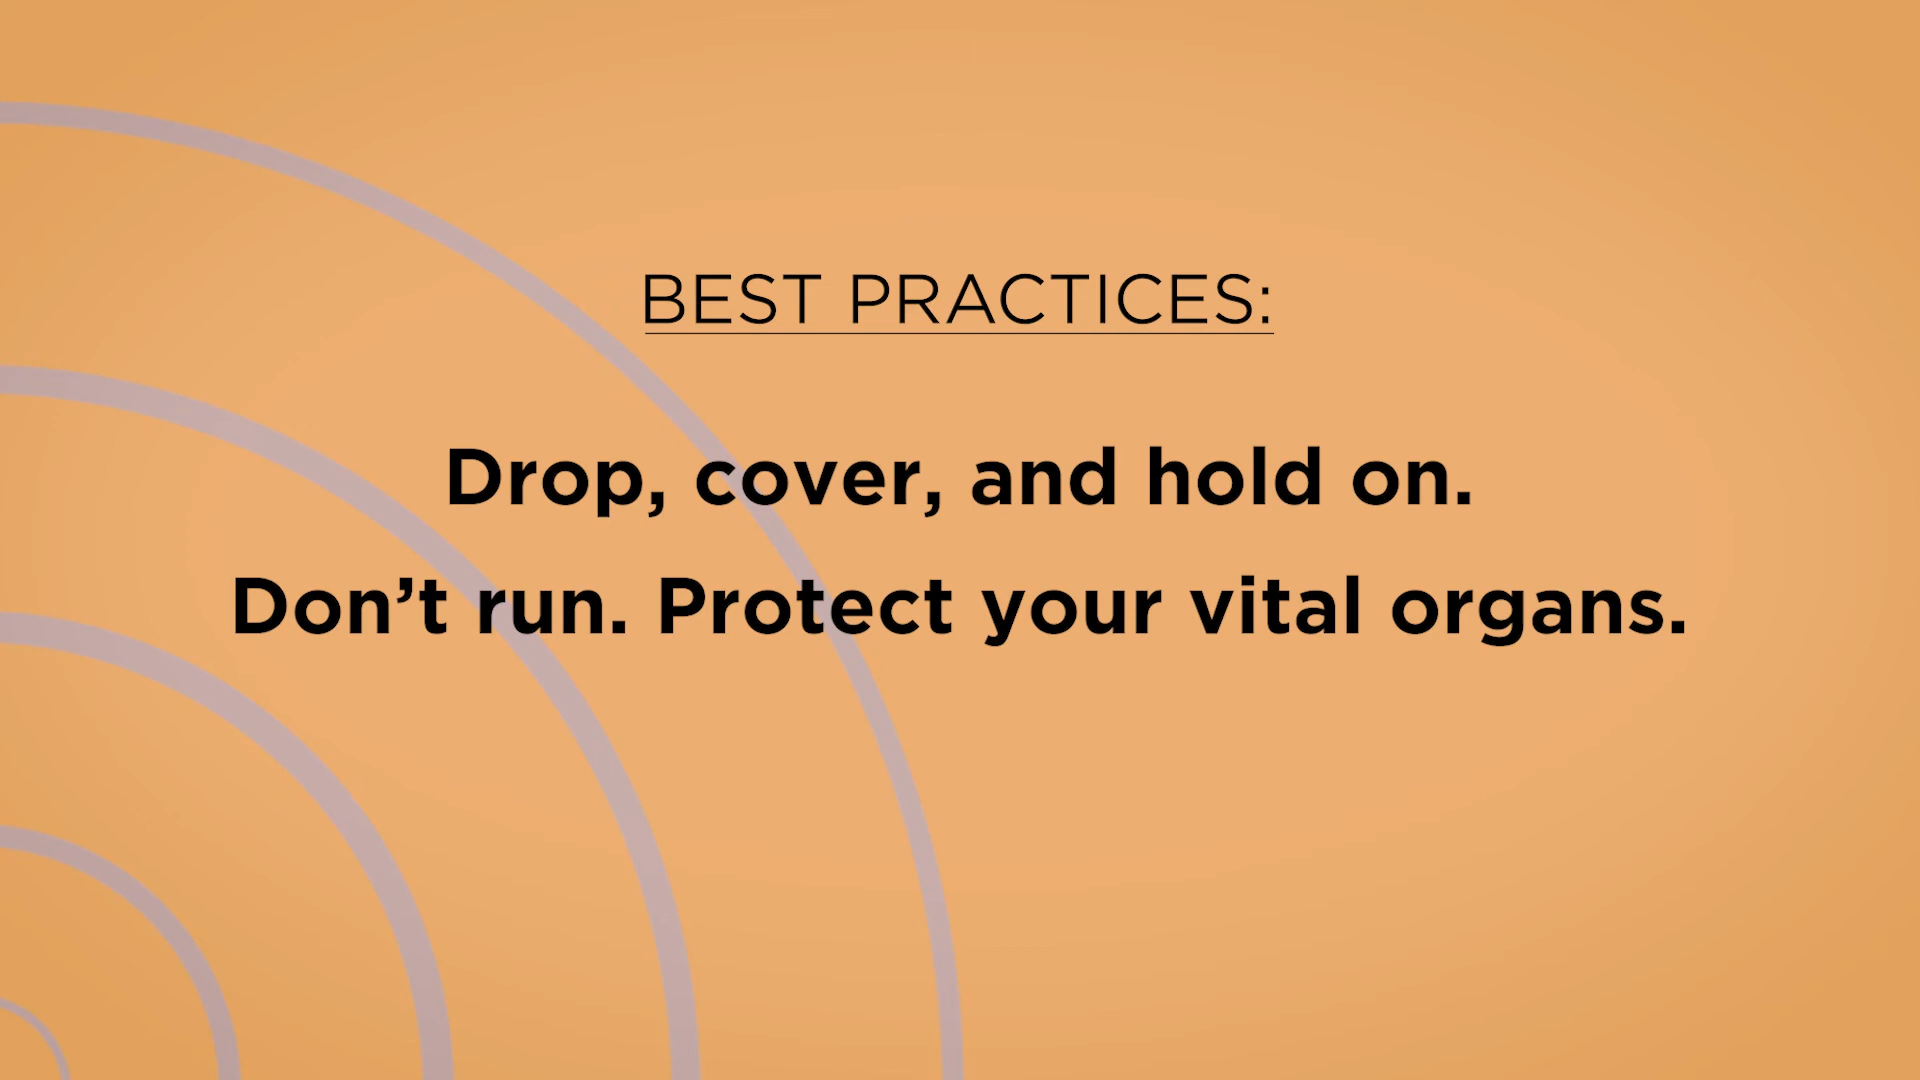 BEST PRACTICES:
Drop, cover, and hold on.
Don’t run. Protect your vital organs.